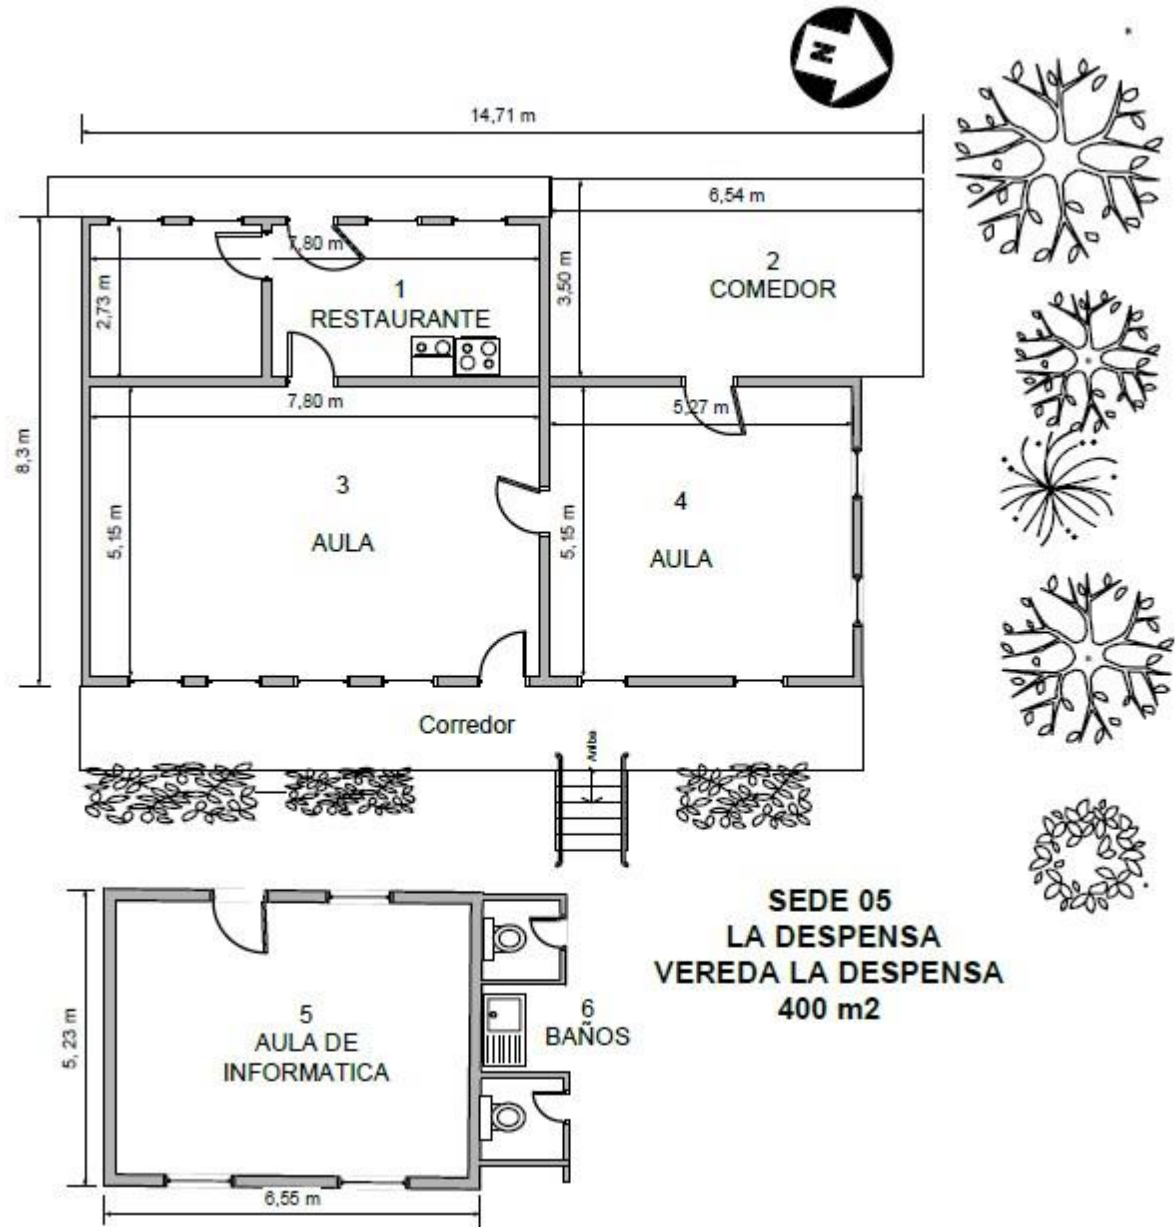 N
14,71 m
6,54 m
7,80 m
2
COMEDOR
3,50 m
2,73 m
1
RESTAURANTE
7,80 m
5,27 m
8,3 m
3
AULA
5,15 m
4
AULA
5,15 m
Corredor
Arriba
SEDE 05
LA DESPENSA
VEREDA LA DESPENSA
400 m2
5
AULA DE
INFORMATICA
6
BAÑOS
5,23 m
6,55 m